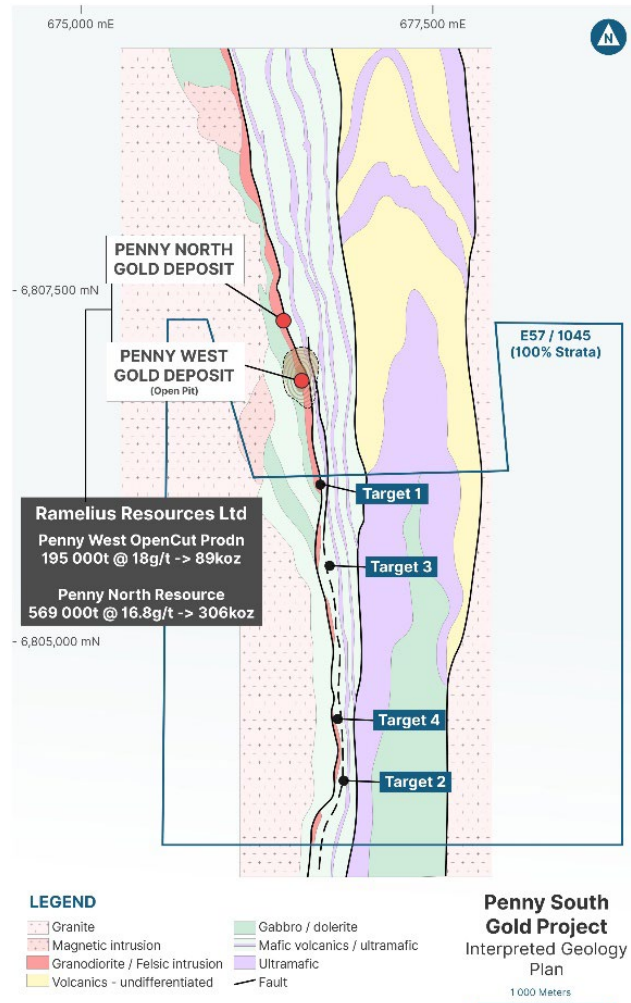 675,000 mE
677,500 mE
N
PENNY NORTH
GOLD DEPOSIT
6,807,500 mN
E57 / 1045
(100% Strata)
PENNY WEST
GOLD DEPOSIT
(Open Pit)
Target 1
Ramelius Resources Ltd
Penny West OpenCut Prodn
195 000t @ 18g/t -> 89koz
Penny North Resource
569 000t @ 16.8g/t -> 306koz
Target 3
6,805,000 mN
Target 4
Target 2
LEGEND
Granite
Magnetic intrusion
Granodiorite / Felsic intrusion
Volcanics - undifferentiated
Gabbro / dolerite
Mafic volcanics / ultramafic
Ultramafic
Fault
Penny South
Gold Project
Interpreted Geology
Plan
1 000 Meters